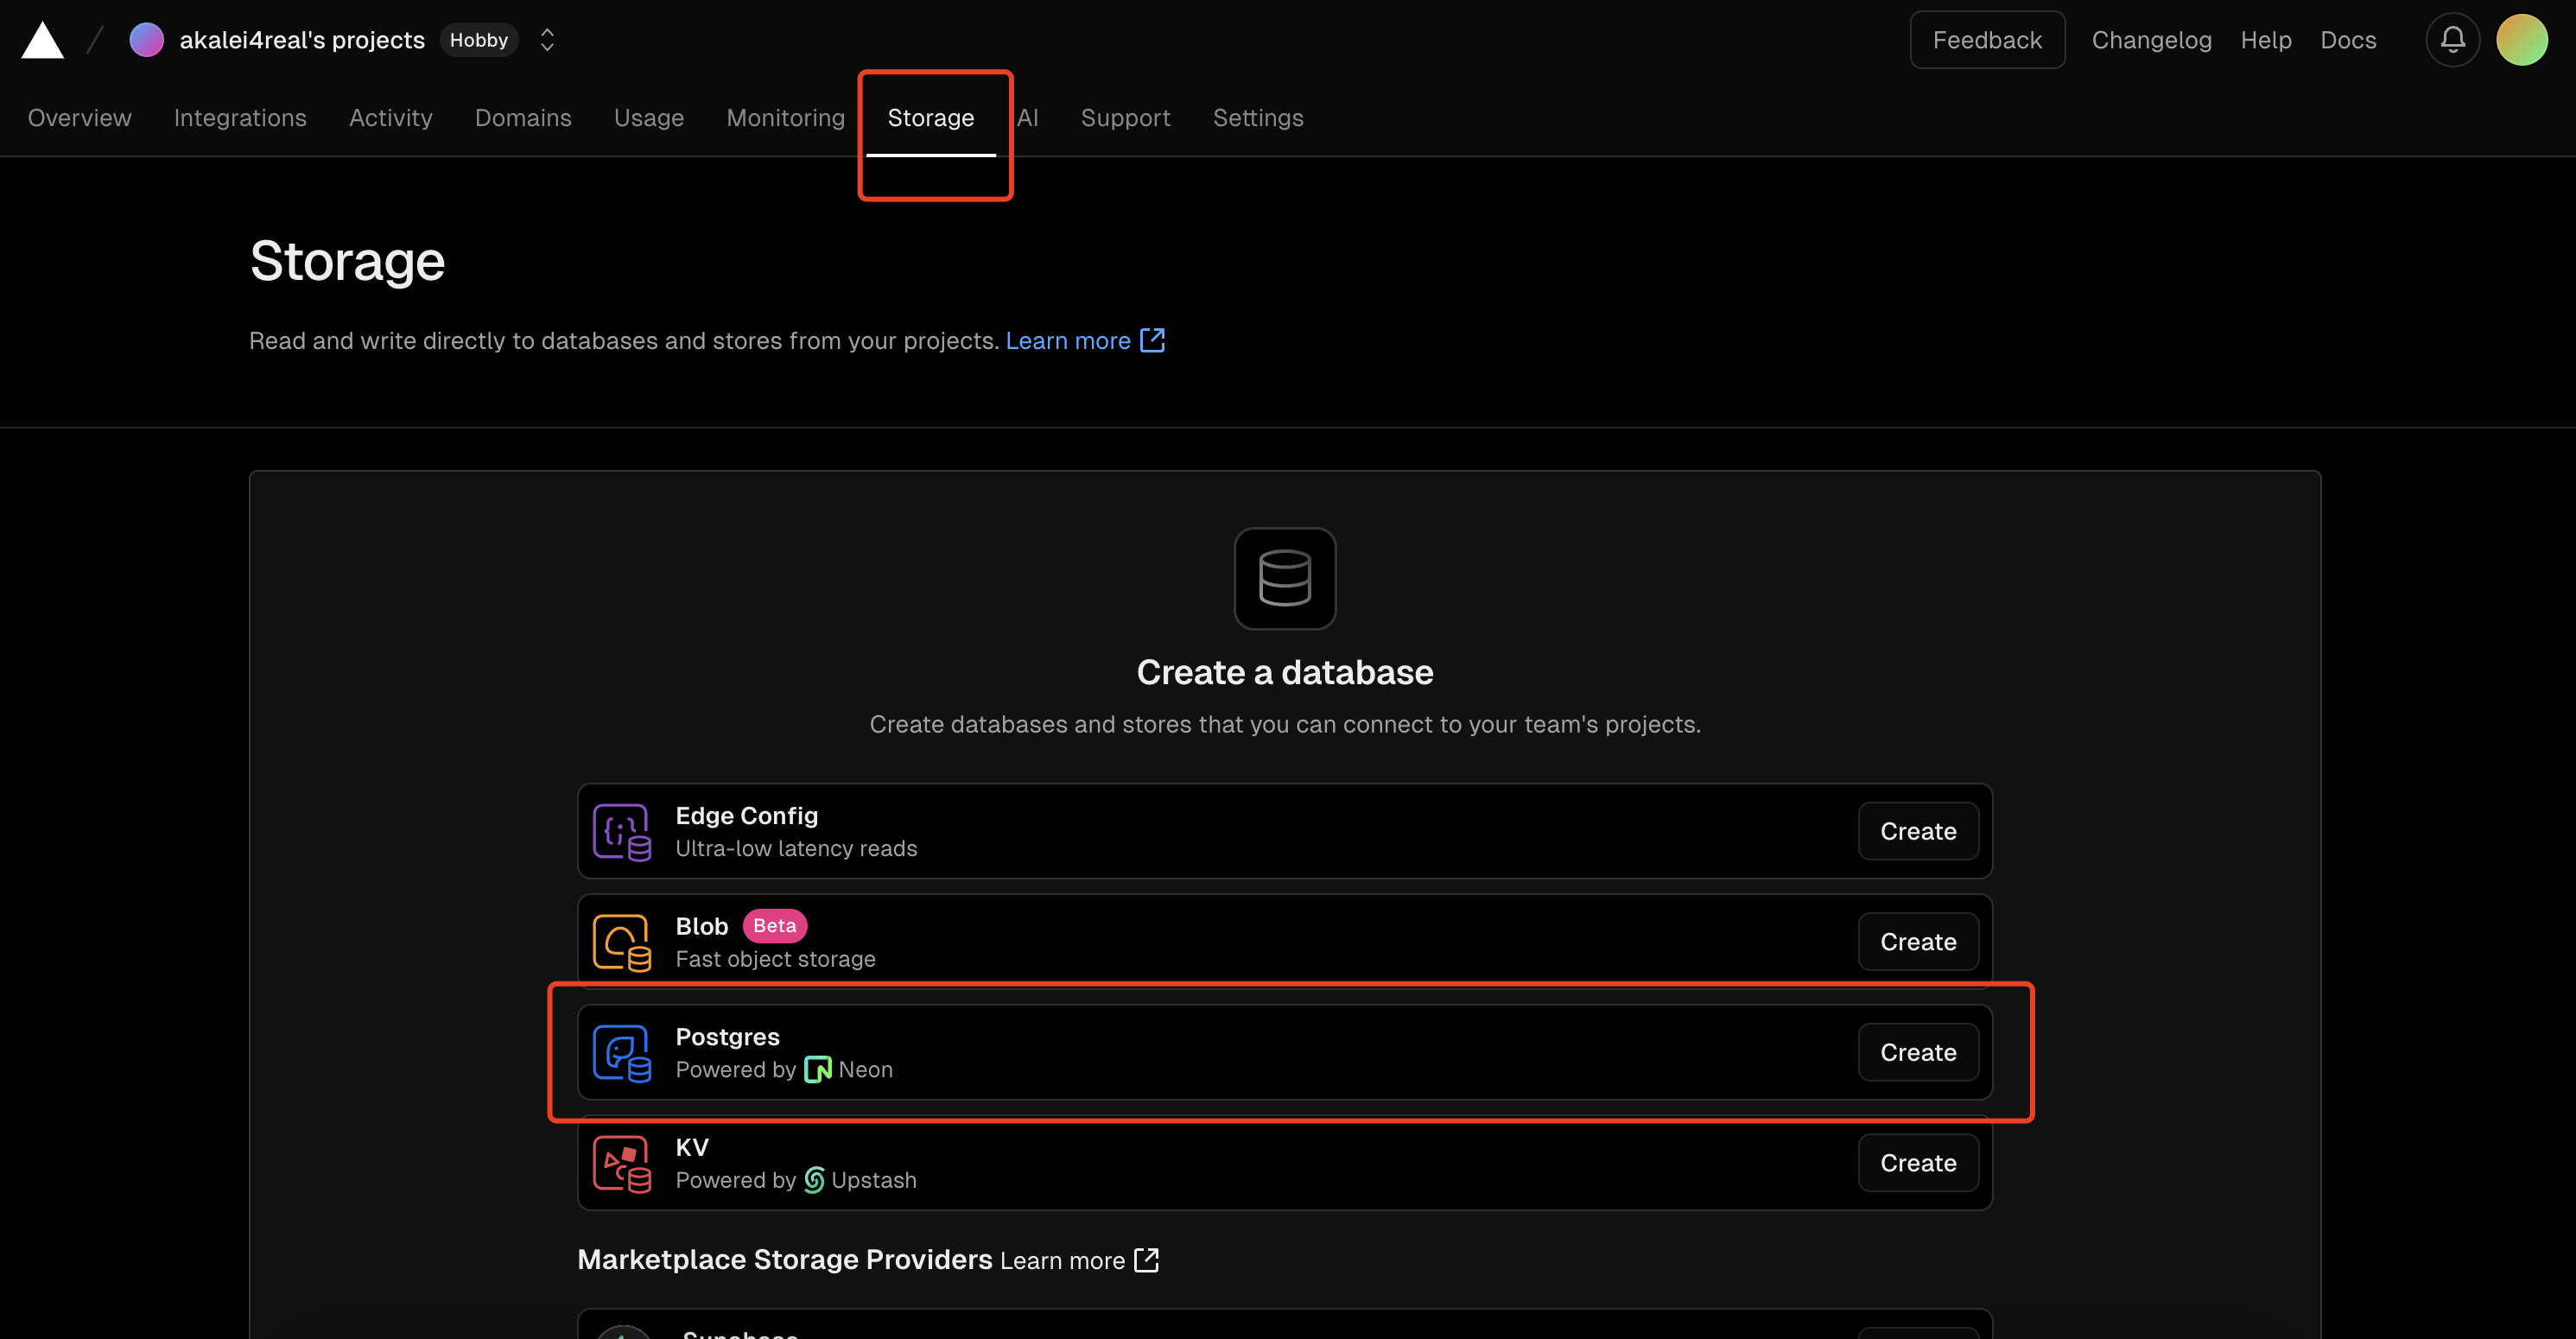 akalei4real's projects Hobby
Feedback Changelog Help Docs
Overview Integrations Activity Domains Usage Monitoring Storage AI Support Settings
Storage
Read and write directly to databases and stores from your projects. Learn more
Create a database
Create databases and stores that you can connect to your team's projects.
Edge Config
Ultra-low latency reads
Create
Blob Beta
Fast object storage
Create
Postgres
Powered by Neon
Create
KV
Powered by Upstash
Create
Marketplace Storage Providers Learn more
Supabase